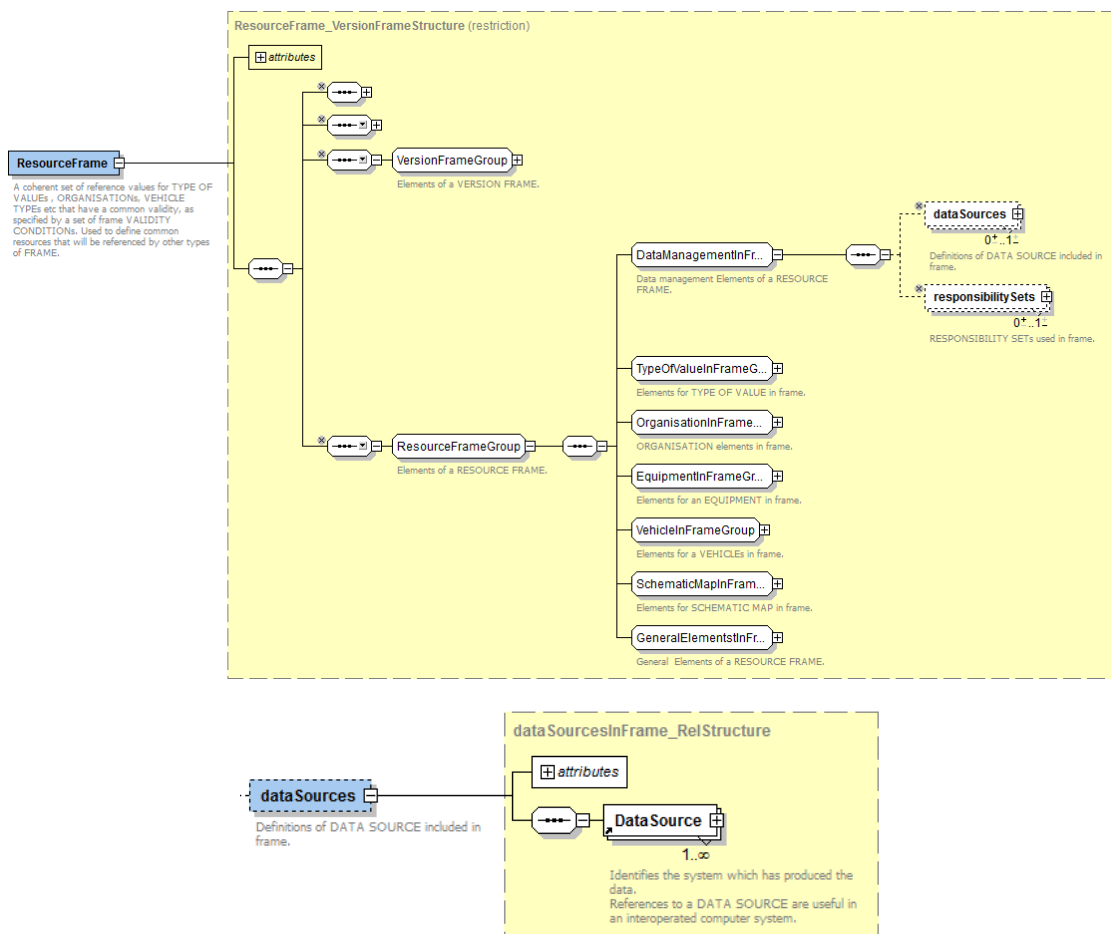 ResourceFrame_VersionFrameStructure (restriction)
attributes
ResourceFrame
A coherent set of reference values for TYPE OF
VALUEs , ORGANISATIONs, VEHICLE
TYPEs etc that have a common validity, as
specified by a set of frame VALIDITY
CONDITIONs. Used to define common
resources that will be referenced by other types
of FRAME.
VersionFrameGroup
Elements of a VERSION FRAME.
ResourceFrameGroup
Elements of a RESOURCE FRAME.
DataManagementInFr...
Data management Elements of a RESOURCE
FRAME.
dataSources
0..1
Definitions of DATA SOURCE included in
frame.
responsibilitySets
0..1
RESPONSIBILITY SETs used in frame.
TypeOfValueInFrameG...
Elements for TYPE OF VALUE in frame.
OrganisationInFrame...
ORGANISATION elements in frame.
EquipmentInFrameGr...
Elements for an EQUIPMENT in frame.
VehicleInFrameGroup
Elements for a VEHICLEs in frame.
SchematicMapInFram...
Elements for SCHEMATIC MAP in frame.
GeneralElementstInFr...
General  Elements of a RESOURCE FRAME.
dataSourcesInFrame_RelStructure
attributes
dataSources
Definitions of DATA SOURCE included in
frame.
DataSource
1..∞
Identifies the system which has produced the
data.
References to a DATA SOURCE are useful in
an interoperated computer system.